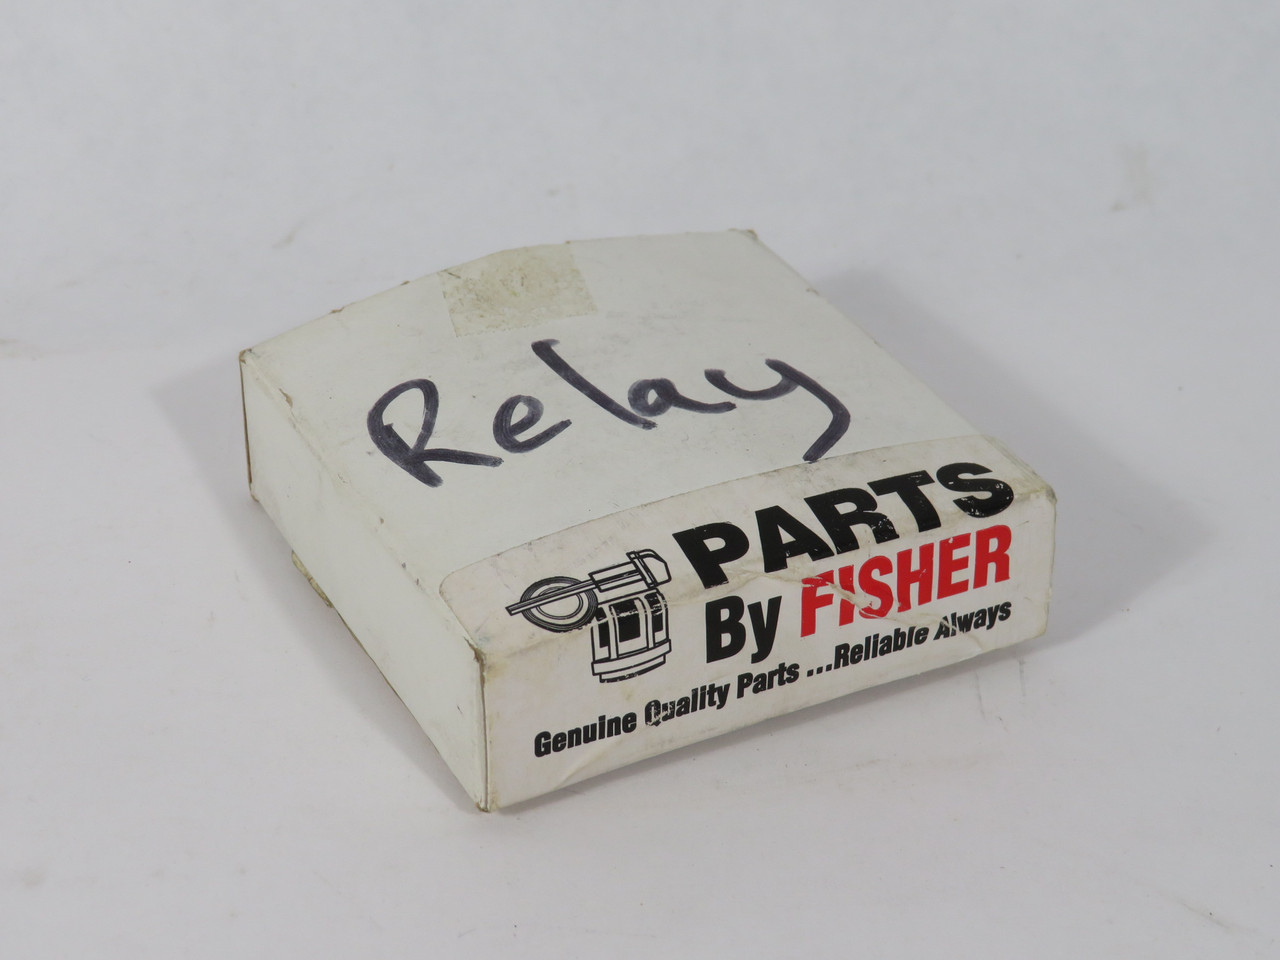 Relay
PARTS
By FISHER
Genuine Quality Parts ...Reliable Always